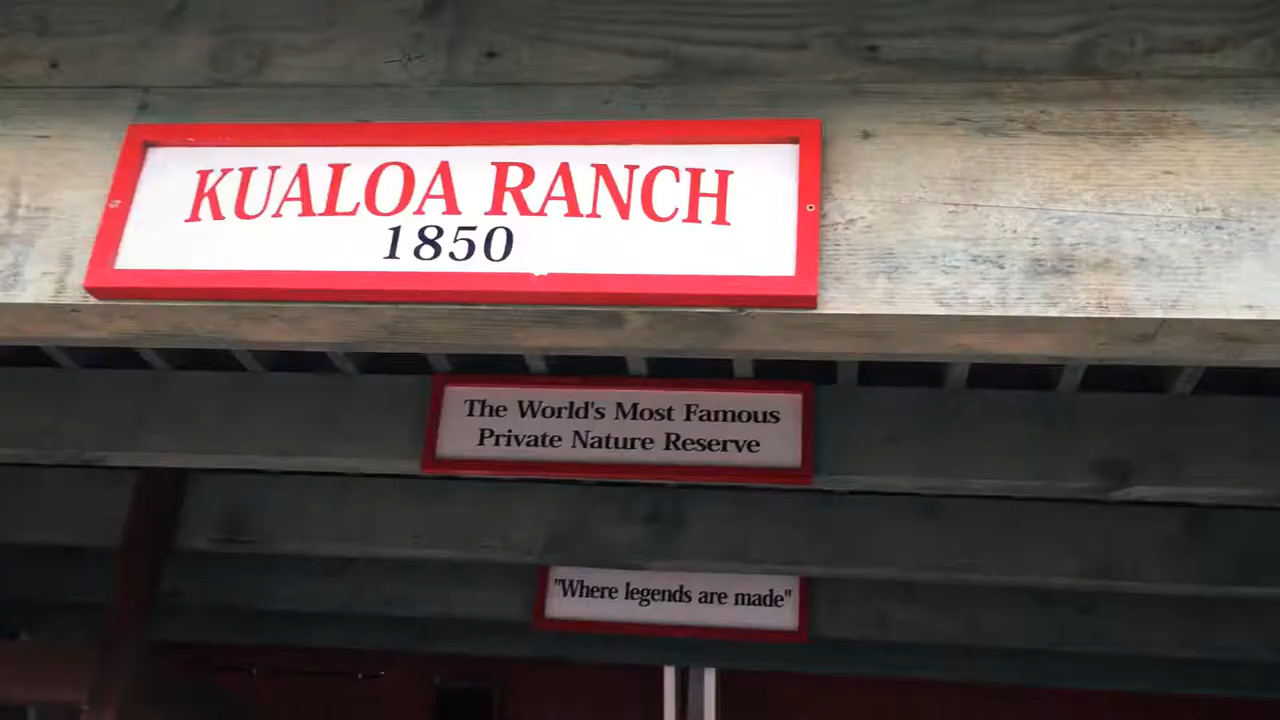 KUALOA RANCH
1850
The World's Most Famous
Private Nature Reserve
"Where legends are made"